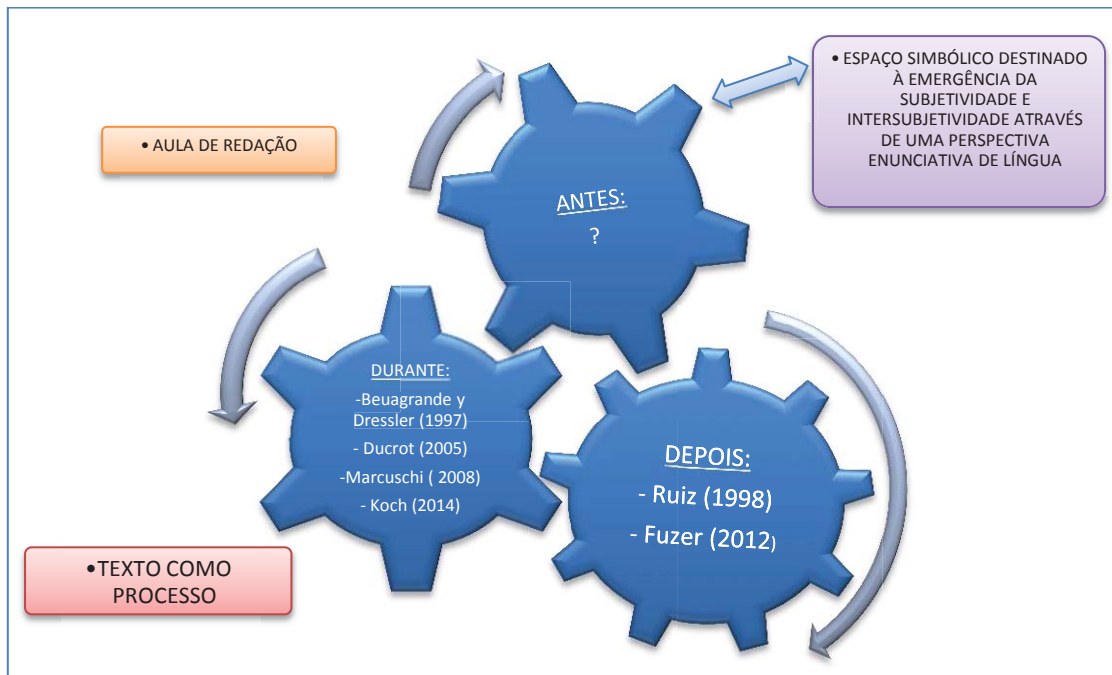 • AULA DE REDAÇÃO
• ESPAÇO SIMBÓLICO DESTINADO
À EMERGÊNCIA DA
SUBJETIVIDADE E
INTERSUBJETIVIDADE ATRAVÉS
DE UMA PERSPECTIVA
ENUNCIATIVA DE LÍNGUA
ANTES:
?
DURANTE:
-Beuagrande y
Dressler (1997)
- Ducrot (2005)
-Marcuschi ( 2008)
- Koch (2014)
DEPOIS:
- Ruiz (1998)
- Fuzer (2012)
•TEXTO COMO
PROCESSO